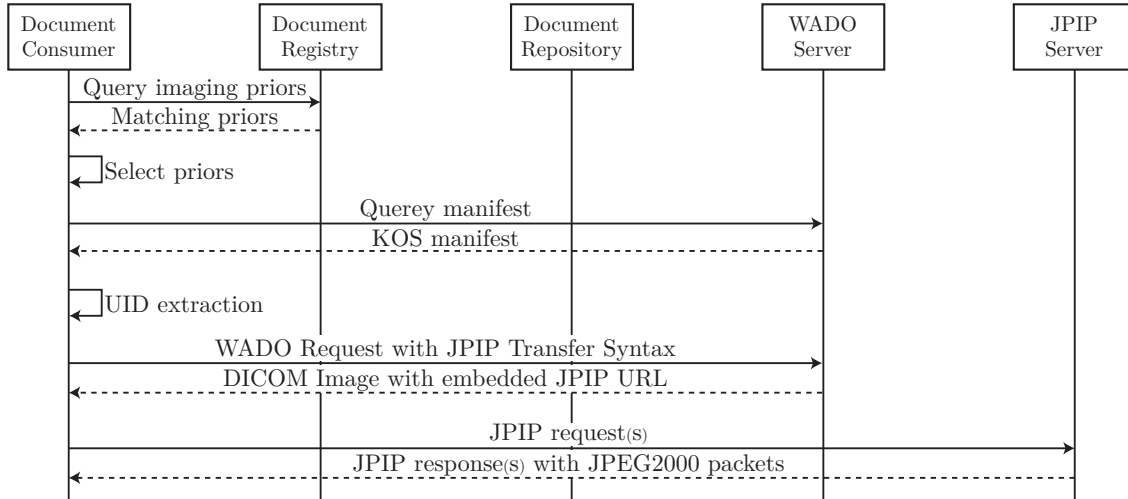 Document
Consumer
Document
Registry
Document
Repository
WADO
Server
JPIP
Server
Query imaging priors
Matching priors
Select priors
Querey manifest
KOS manifest
UID extraction
WADO Request with JPIP Transfer Syntax
DICOM Image with embedded JPIP URL
JPIP request(s)
JPIP response(s) with JPEG2000 packets